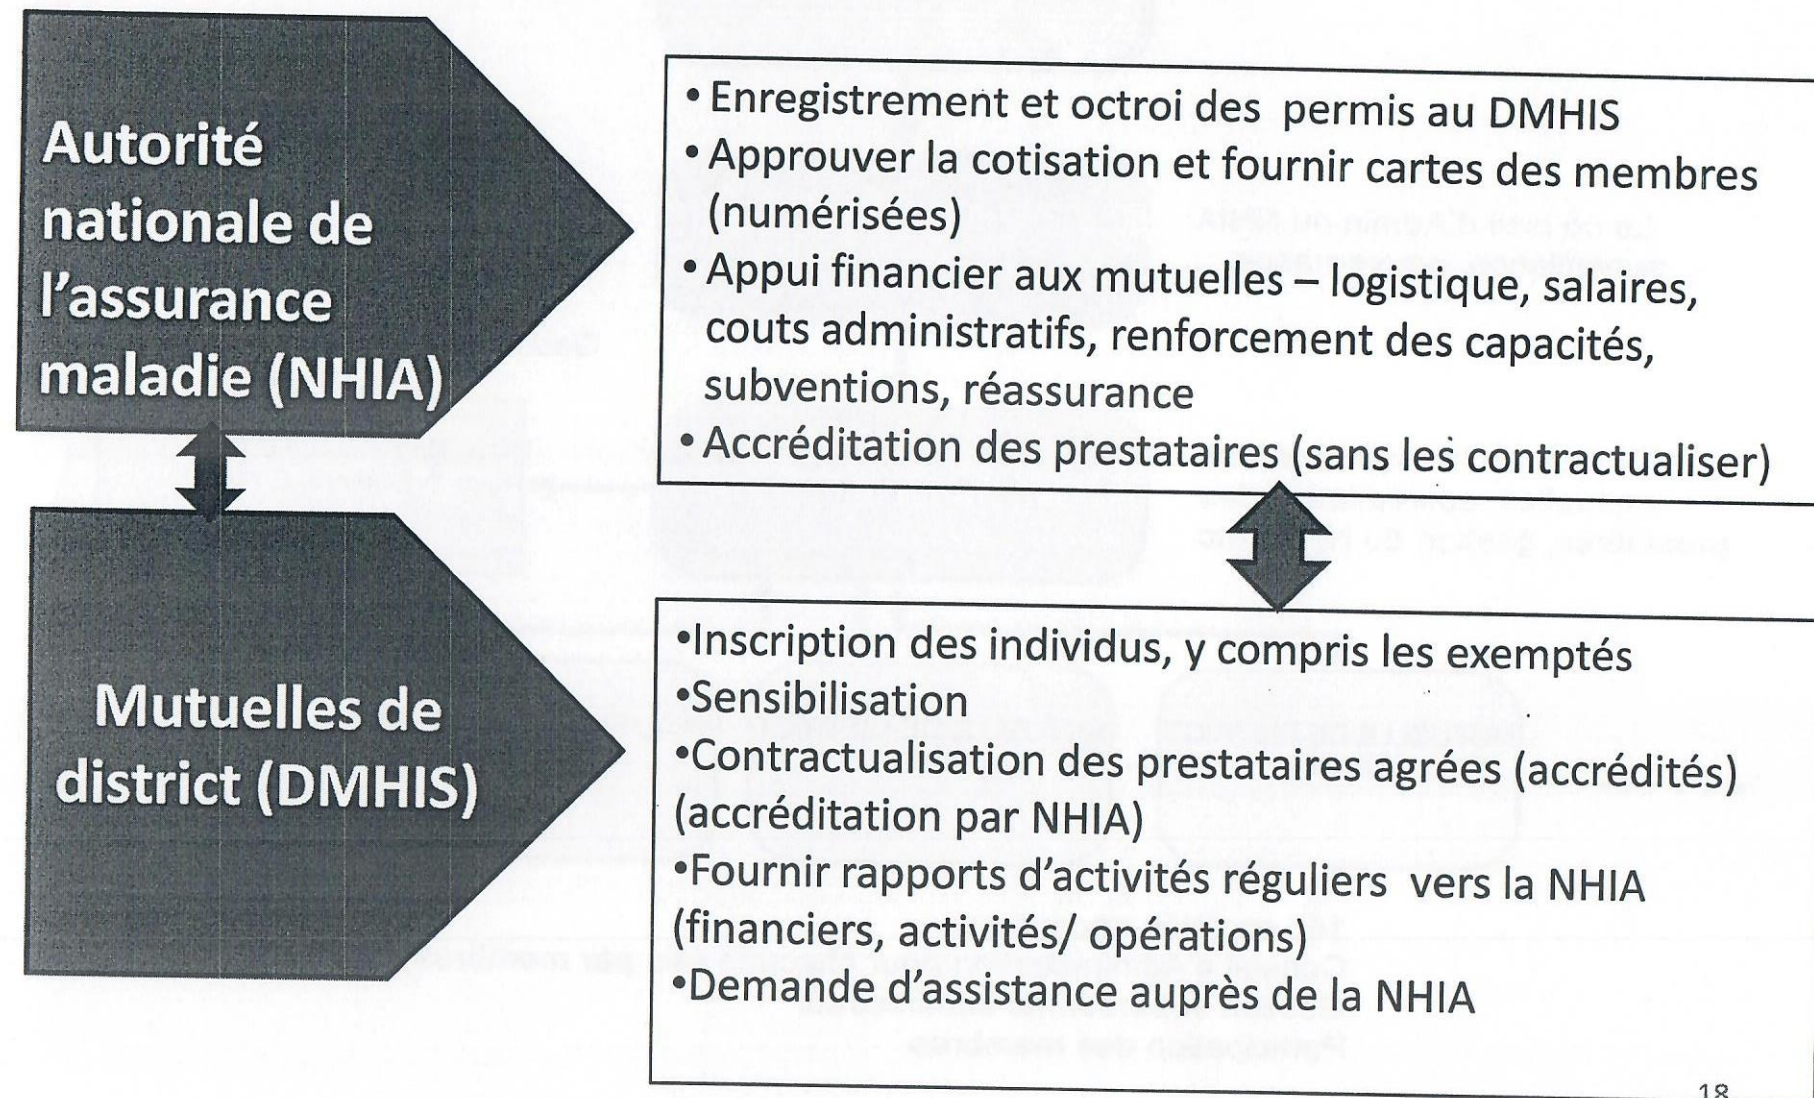 Autorité
nationale de
l'assurance
maladie (NHIA)
• Enregistrement et octroi des permis au DMHIS
• Approuver la cotisation et fournir cartes des membres
(numérisées)
• Appui financier aux mutuelles – logistique, salaires,
couts administratifs, renforcement des capacités,
subventions, réassurance
• Accréditation des prestataires (sans les contractualiser)
Mutuelles de
district (DMHIS)
•Inscription des individus, y compris les exemptés
•Sensibilisation
•Contractualisation des prestataires agrées (accrédités)
(accréditation par NHIA)
•Fournir rapports d'activités réguliers vers la NHIA
(financiers, activités/ opérations)
•Demande d'assistance auprès de la NHIA
18